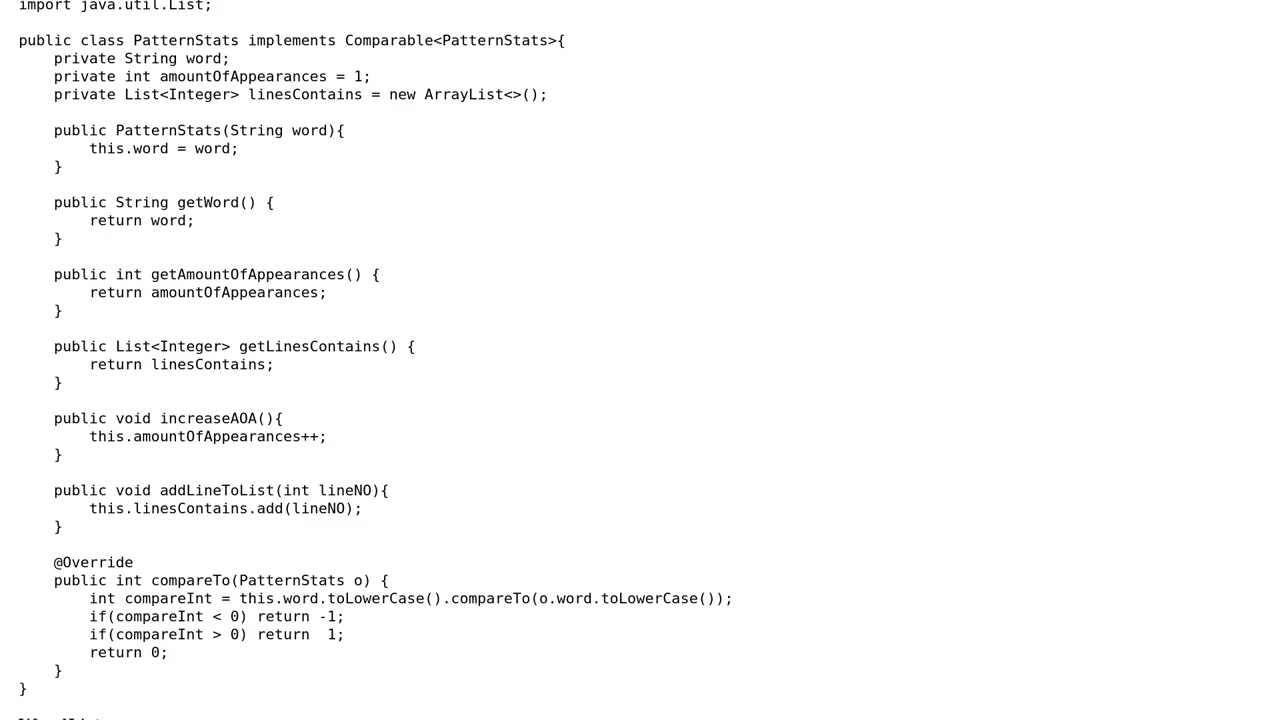 import java.util.List;

public class PatternStats implements Comparable<PatternStats>{
    private String word;
    private int amountOfAppearances = 1;
    private List<Integer> linesContains = new ArrayList<>();

    public PatternStats(String word){
        this.word = word;
    }

    public String getWord() {
        return word;
    }

    public int getAmountOfAppearances() {
        return amountOfAppearances;
    }

    public List<Integer> getLinesContains() {
        return linesContains;
    }

    public void increaseAOA(){
        this.amountOfAppearances++;
    }

    public void addLineToList(int lineNO){
        this.linesContains.add(lineNO);
    }

    @Override
    public int compareTo(PatternStats o) {
        int compareInt = this.word.toLowerCase().compareTo(o.word.toLowerCase());
        if(compareInt < 0) return -1;
        if(compareInt > 0) return  1;
        return 0;
    }
}